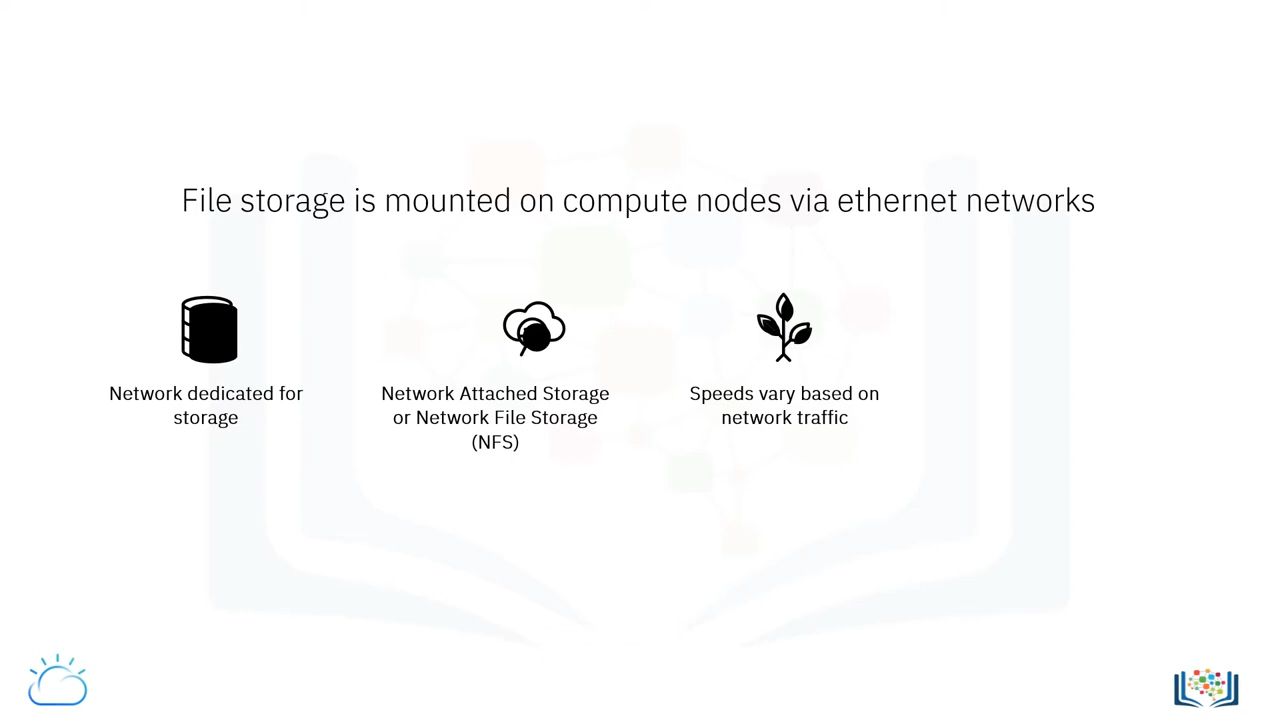 File storage is mounted on compute nodes via ethernet networks
Network dedicated for
storage
Network Attached Storage
or Network File Storage
(NFS)
Speeds vary based on
network traffic